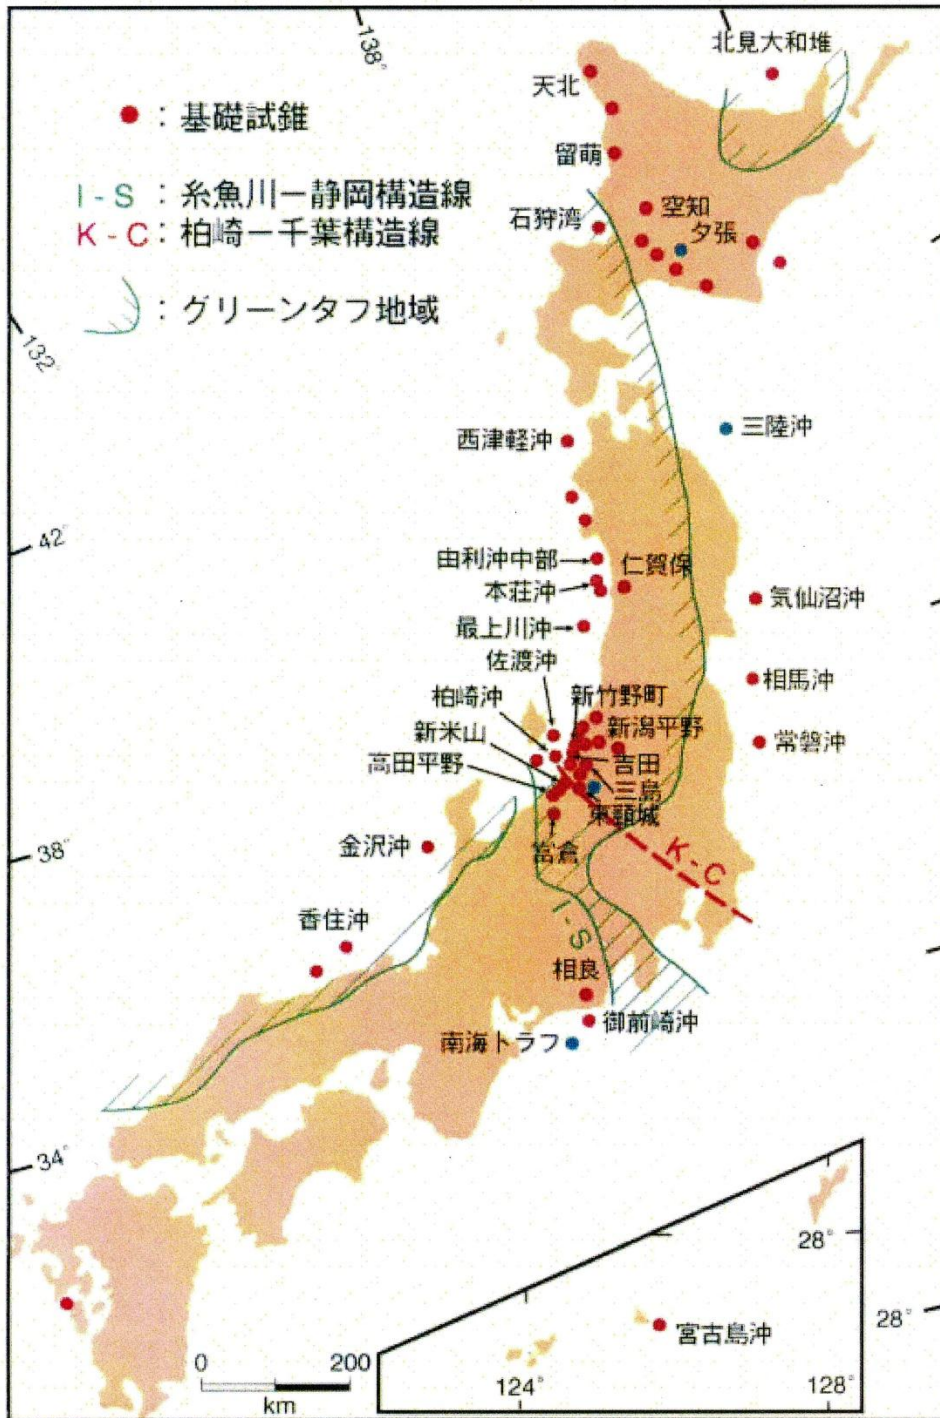 138°
北見大和堆
天北
：基礎試錐
留萌
I - S ：糸魚川－静岡構造線
空知
石狩湾
K - C：柏崎－千葉構造線
夕張
：グリーンタフ地域
132°
三陸沖
西津軽沖
42°
由利沖中部
仁賀保
本荘沖
気仙沼沖
最上川沖
佐渡沖
相馬沖
柏崎沖
新竹野町
新米山
新潟平野
常磐沖
高田平野
吉田
三島
東頸城
38°
金沢沖
富倉
K - C
香住沖
I - S
相良
御前崎沖
南海トラフ
34°
28°
28°
宮古島沖
0 200
km
124°
128°